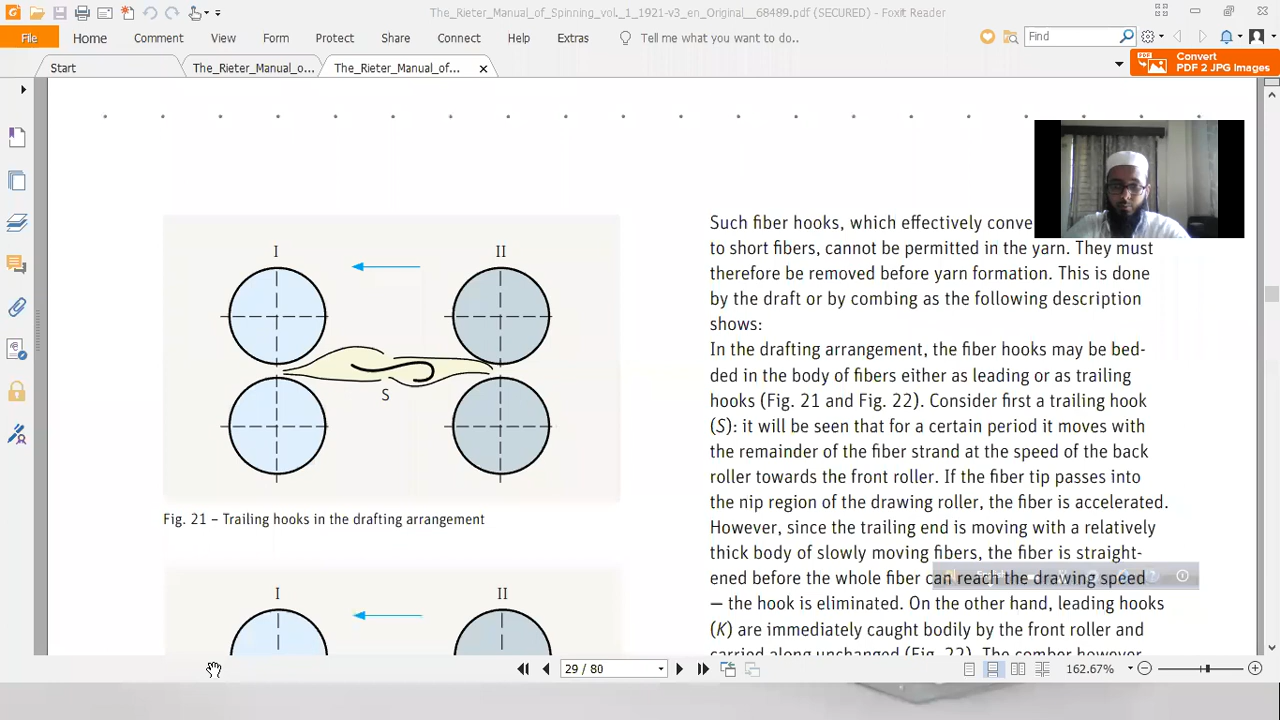 The_Rieter_Manual_of_Spinning_vol._1_1921-v3_en_Original__68489.pdf (SECURED) - Foxit Reader
File Home Comment View Form Protect Share Connect Help Extras Tell me what you want to do.. Find
Convert
PDF 2 JPG Images
Start The_Rieter_Manual_o... The_Rieter_Manual_of...
I II
S
Fig. 21 – Trailing hooks in the drafting arrangement
I II
Such fiber hooks, which effectively conve
to short fibers, cannot be permitted in the yarn. They must
therefore be removed before yarn formation. This is done
by the draft or by combing as the following description
shows:
In the drafting arrangement, the fiber hooks may be bed-
ded in the body of fibers either as leading or as trailing
hooks (Fig. 21 and Fig. 22). Consider first a trailing hook
(S): it will be seen that for a certain period it moves with
the remainder of the fiber strand at the speed of the back
roller towards the front roller. If the fiber tip passes into
the nip region of the drawing roller, the fiber is accelerated.
However, since the trailing end is moving with a relatively
thick body of slowly moving fibers, the fiber is straight-
ened before the whole fiber can reach the drawing speed
– the hook is eliminated. On the other hand, leading hooks
(K) are immediately caught bodily by the front roller and
carried along unchanged (Fig. 22). The comber however
29 / 80 162.67%